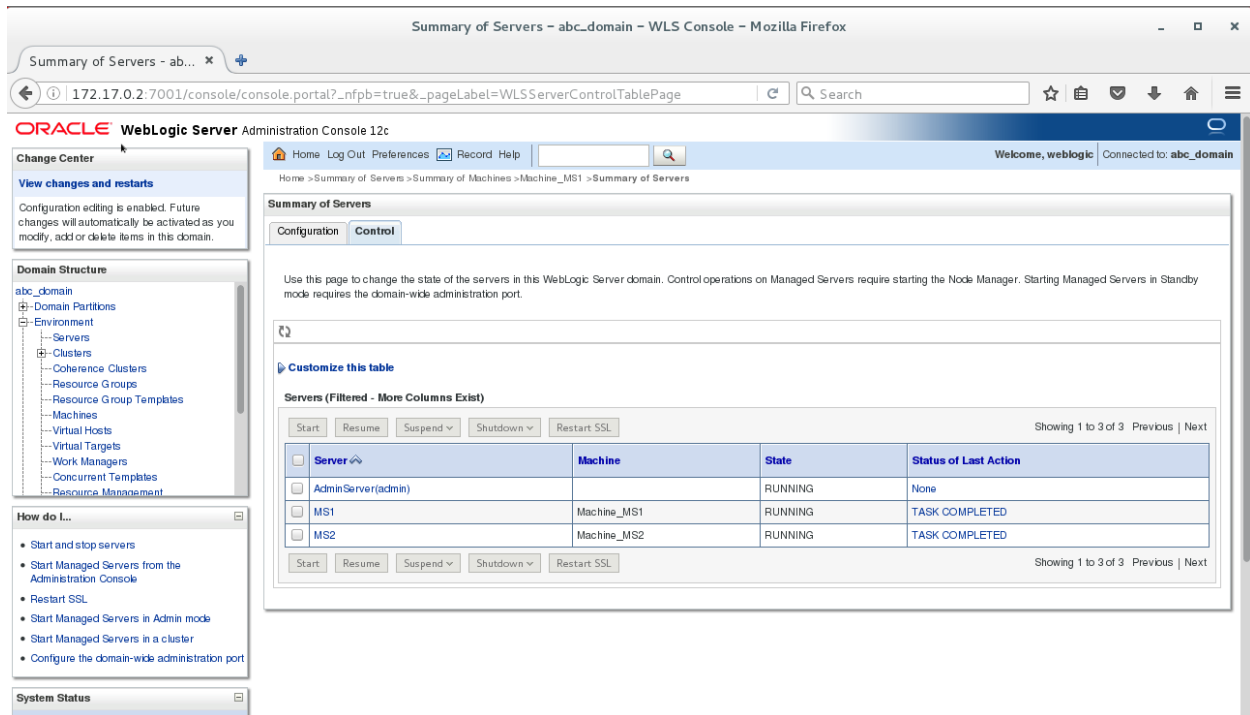 Summary of Servers – abc_domain – WLS Console – Mozilla Firefox
Summary of Servers - ab...
172.17.0.2:7001/console/console.portal?_nfpb=true&_pageLabel=WLSServerControlTablePage
Search
ORACLE WebLogic Server Administration Console 12c
Change Center
View changes and restarts
Configuration editing is enabled. Future
changes will automatically be activated as you
modify, add or delete items in this domain.
Domain Structure
abc_domain
Domain Partitions
Environment
Servers
Clusters
Coherence Clusters
Resource Groups
Resource Group Templates
Machines
Virtual Hosts
Virtual Targets
Work Managers
Concurrent Templates
Resource Management
How do I...
Start and stop servers
Start Managed Servers from the
Administration Console
Restart SSL
Start Managed Servers in Admin mode
Start Managed Servers in a cluster
Configure the domain-wide administration port
System Status
Home Log Out Preferences Record Help
Welcome, weblogic Connected to: abc_domain
Home >Summary of Servers >Summary of Machines >Machine_MS1 >Summary of Servers
Summary of Servers
Configuration Control
Use this page to change the state of the servers in this WebLogic Server domain. Control operations on Managed Servers require starting the Node Manager. Starting Managed Servers in Standby
mode requires the domain-wide administration port.
Customize this table
Servers (Filtered - More Columns Exist)
Start Resume Suspend Shutdown Restart SSL Showing 1 to 3 of 3 Previous | Next
Server Machine State Status of Last Action
AdminServer(admin) RUNNING None
MS1 Machine_MS1 RUNNING TASK COMPLETED
MS2 Machine_MS2 RUNNING TASK COMPLETED
Start Resume Suspend Shutdown Restart SSL Showing 1 to 3 of 3 Previous | Next